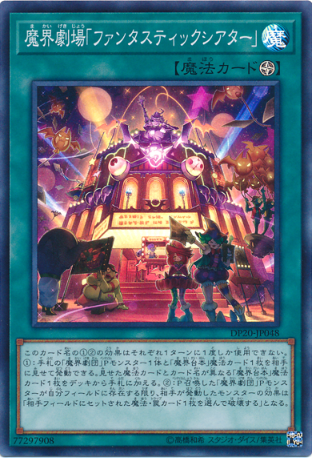 魔界劇場「ファンタスティックシアター」
魔
【魔法カード】
DP20-JP048
このカード名の①②の効果はそれぞれ１ターンに１度しか使用できない。
①：手札の「魔界劇団」Ｐモンスター１体と「魔界台本」魔法カード１枚を相手
に見せて発動できる。見せた魔法カードとカード名が異なる「魔界台本」魔
法カード１枚をデッキから手札に加える。②：Ｐ召喚した「魔界劇団」Ｐモンス
ターが自分フィールドに存在する限り、相手が発動したモンスターの効果は
「相手フィールドにセットされた魔法・罠カード１枚を選んで破壊する」となる。
77297908
©高橋和希 スタジオ・ダイス/集英社